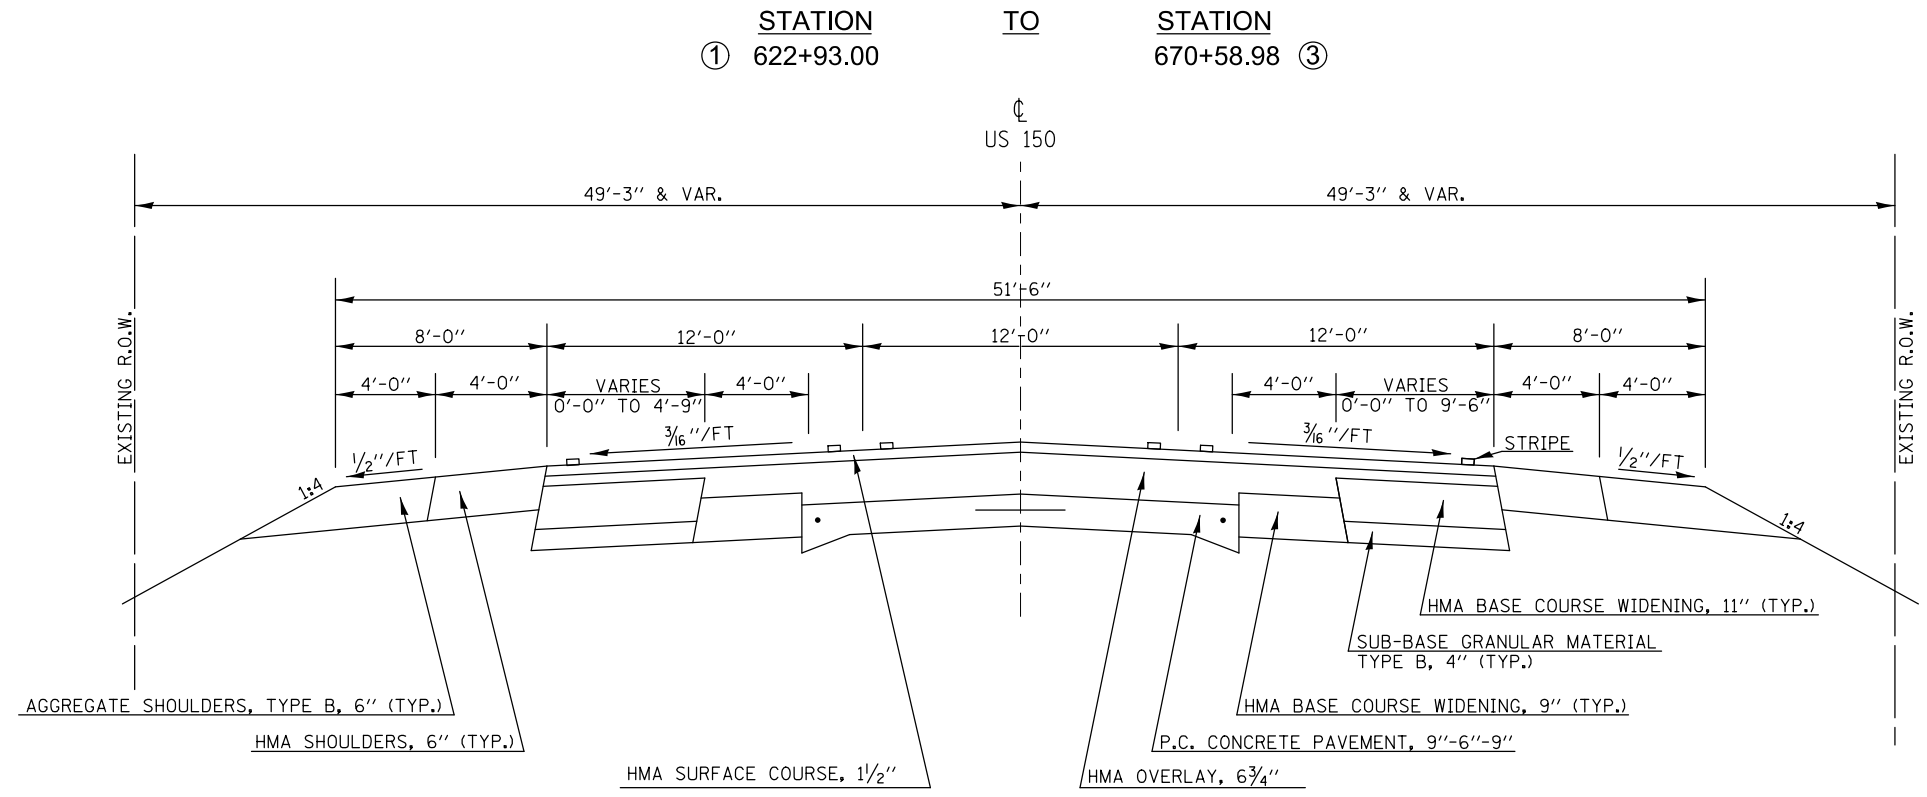 STATION TO STATION
① 622+93.00 670+58.98 ③
℄
US 150
49'-3" & VAR. 49'-3" & VAR.
51'-6"
8'-0" 12'-0" 12'-0" 12'-0" 8'-0"
4'-0" 4'-0" VARIES 4'-0" 4'-0" VARIES 4'-0" 4'-0"
0'-0" TO 4'-9" 0'-0" TO 9'-6"
EXISTING R.O.W.
EXISTING R.O.W.
3/16"/FT 3/16"/FT
STRIPE
1/2"/FT 1/2"/FT
1:4 1:4
HMA BASE COURSE WIDENING, 11" (TYP.)
SUB-BASE GRANULAR MATERIAL
TYPE B, 4" (TYP.)
AGGREGATE SHOULDERS, TYPE B, 6" (TYP.)
HMA BASE COURSE WIDENING, 9" (TYP.)
HMA SHOULDERS, 6" (TYP.)
P.C. CONCRETE PAVEMENT, 9"-6"-9"
HMA SURFACE COURSE, 1 1/2"
HMA OVERLAY, 6 3/4"